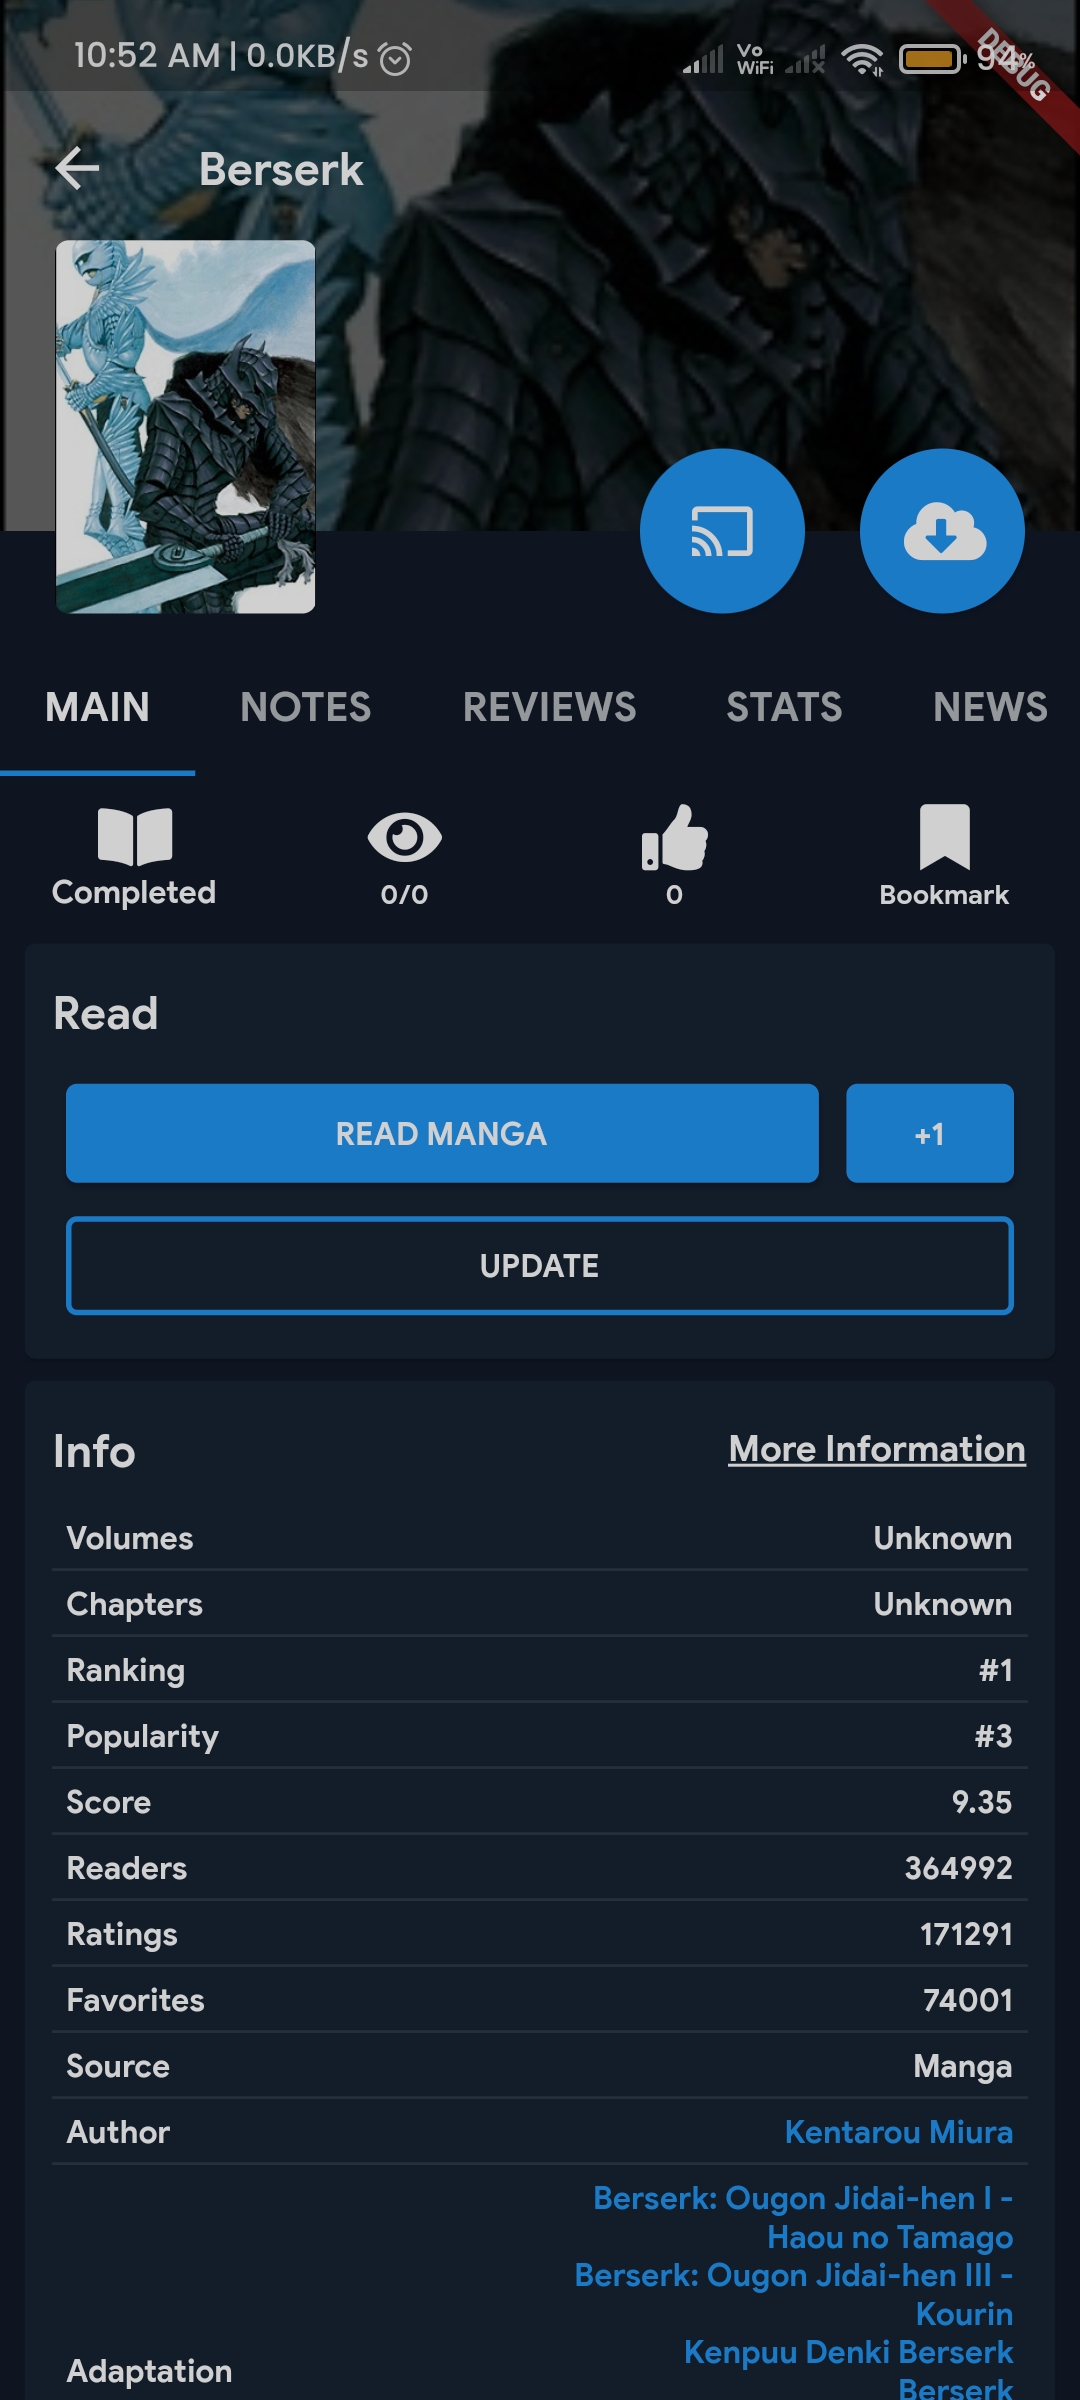 10:52 AM | 0.0KB/s
Vo
WiFi
94%
DEBUG
Berserk
MAIN NOTES REVIEWS STATS NEWS
Completed 0/0 0 Bookmark
Read
READ MANGA +1
UPDATE
Info More Information
Volumes Unknown
Chapters Unknown
Ranking #1
Popularity #3
Score 9.35
Readers 364992
Ratings 171291
Favorites 74001
Source Manga
Author Kentarou Miura
Berserk: Ougon Jidai-hen I -
Haou no Tamago
Berserk: Ougon Jidai-hen III -
Kourin
Kenpuu Denki Berserk
Adaptation
Berserk